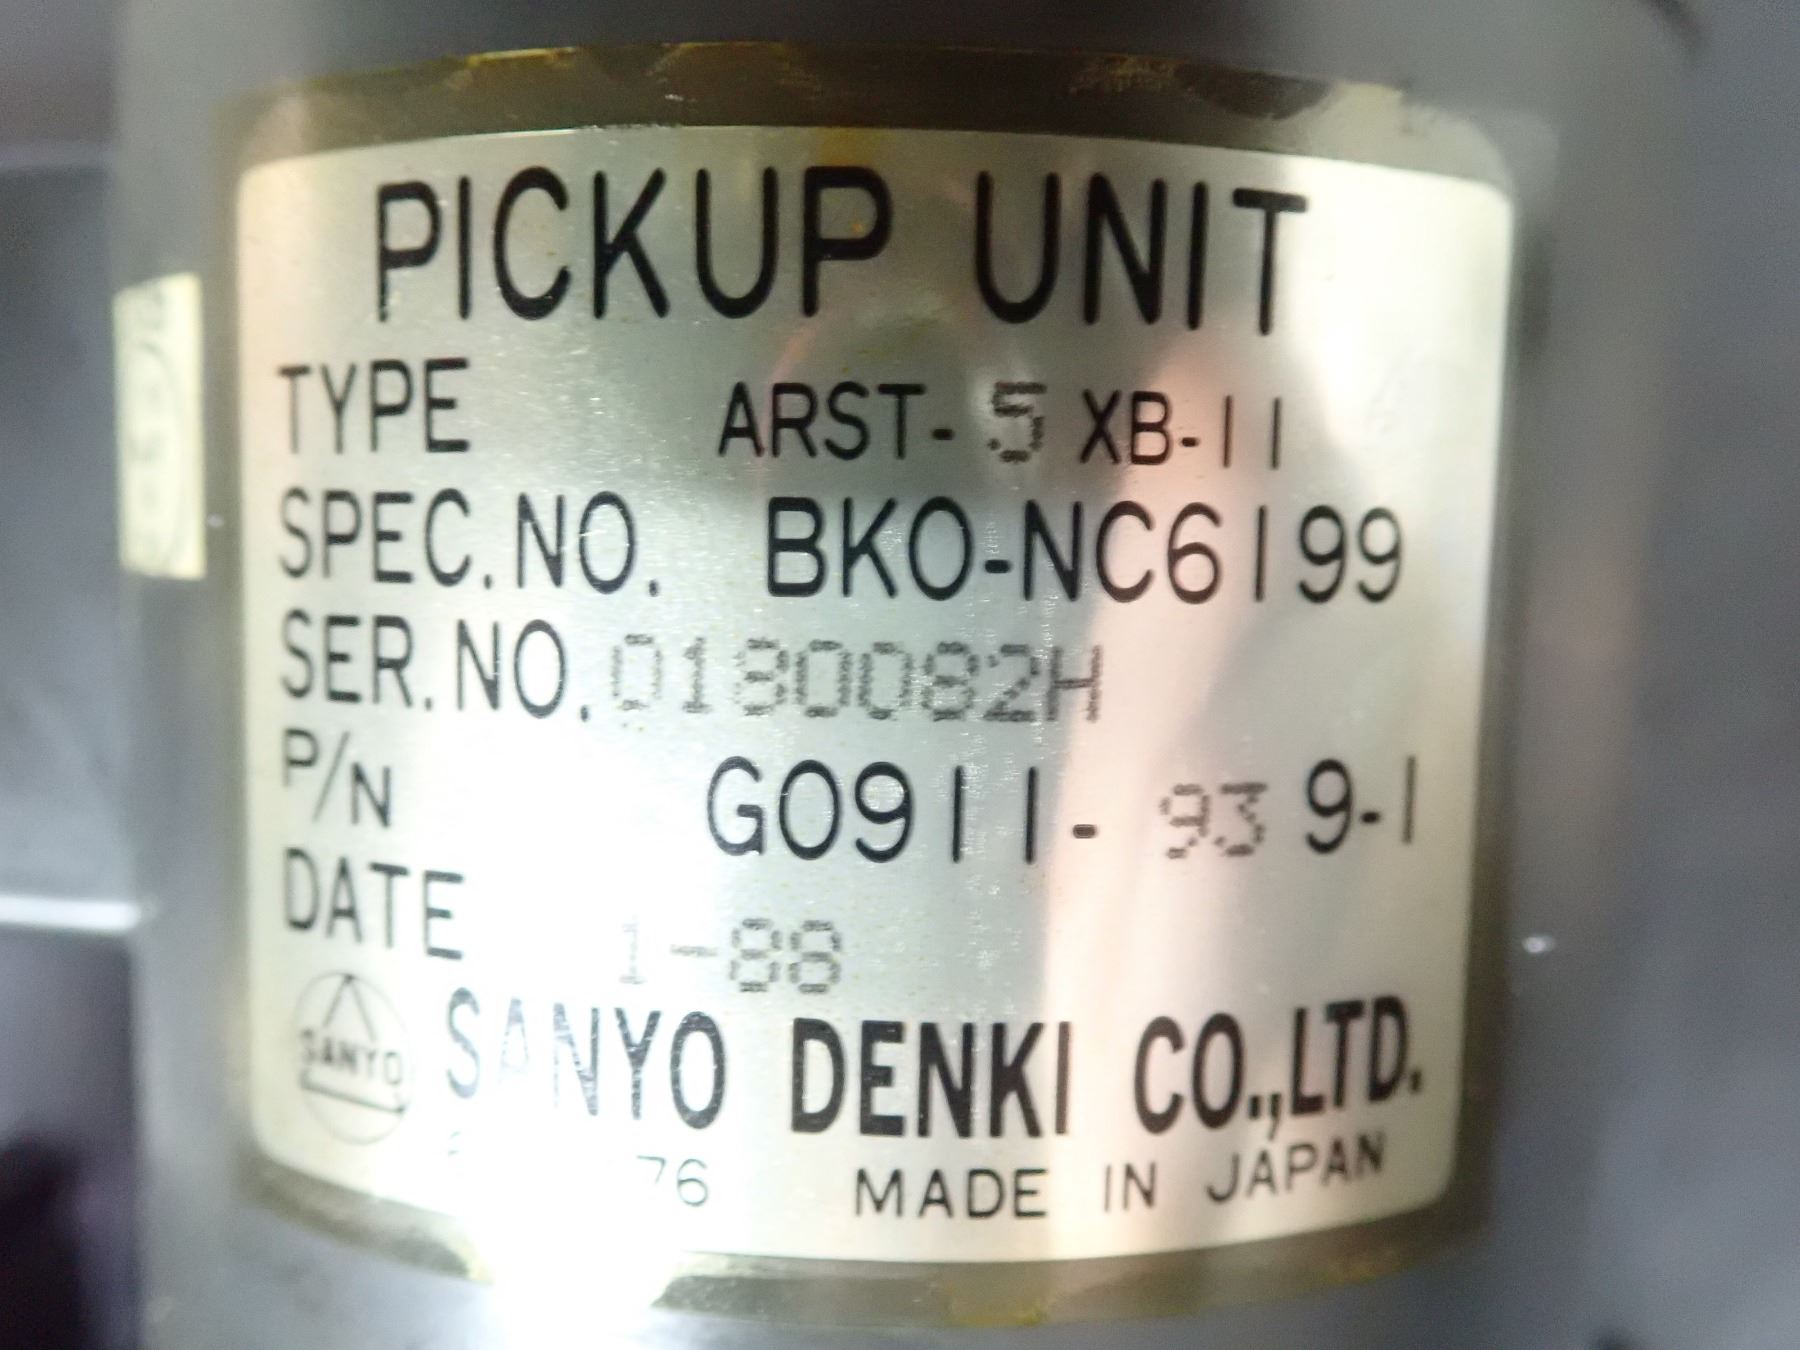 PICKUP UNIT
TYPE ARST-5XB-11
SPEC.NO. BKO-NC6199
SER.NO. 0180082H
P/N G0911-939-1
DATE 1-88
SANYO
SANYO DENKI CO.,LTD.
MADE IN JAPAN